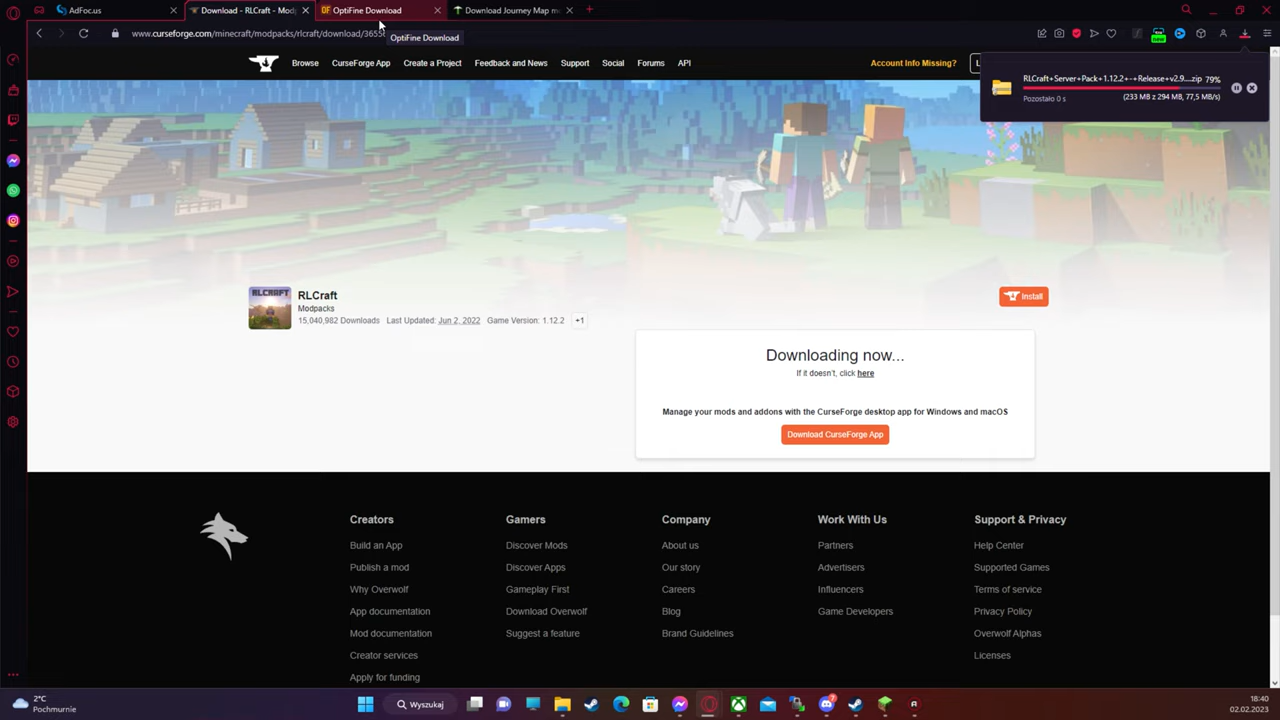 AdFoc.us
Download - RLCraft - Modp
OptiFine Download
Download Journey Map m
www.curseforge.com/minecraft/modpacks/rlcraft/download/3655
OptiFine Download
Browse
CurseForge App
Create a Project
Feedback and News
Support
Social
Forums
API
Account Info Missing?
L
RLCraft+Server+Pack+1.12.2+-+Release+v2.9....zip 79%
Pozostało 0 s
(233 MB z 294 MB, 77,5 MB/s)
RLCRAFT
RLCraft
Modpacks
15,040,982 Downloads Last Updated: Jun 2, 2022 Game Version: 1.12.2 +1
Install
Downloading now...
If it doesn't, click here
Manage your mods and addons with the CurseForge desktop app for Windows and macOS
Download CurseForge App
Creators
Build an App
Publish a mod
Why Overwolf
App documentation
Mod documentation
Creator services
Apply for funding
Gamers
Discover Mods
Discover Apps
Gameplay First
Download Overwolf
Suggest a feature
Company
About us
Our story
Careers
Blog
Brand Guidelines
Work With Us
Partners
Advertisers
Influencers
Game Developers
Support & Privacy
Help Center
Supported Games
Terms of service
Privacy Policy
Overwolf Alphas
Licenses
2°C
Pochmurnie
Wyszukaj
7
18:40
02.02.2023